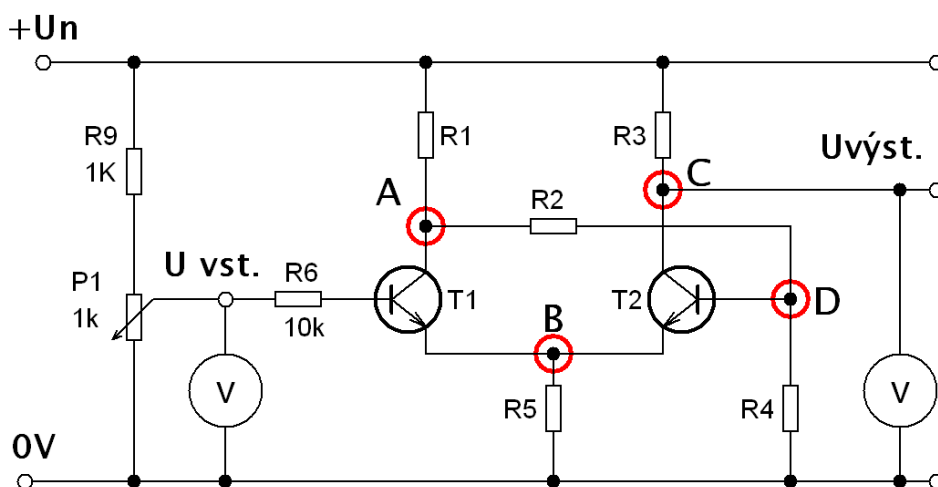 +Un
R9
1K
R1
R3
Uvýst.
A
C
R2
U vst.
R6
P1
1k
10k
T1
T2
D
B
V
R5
R4
V
0V